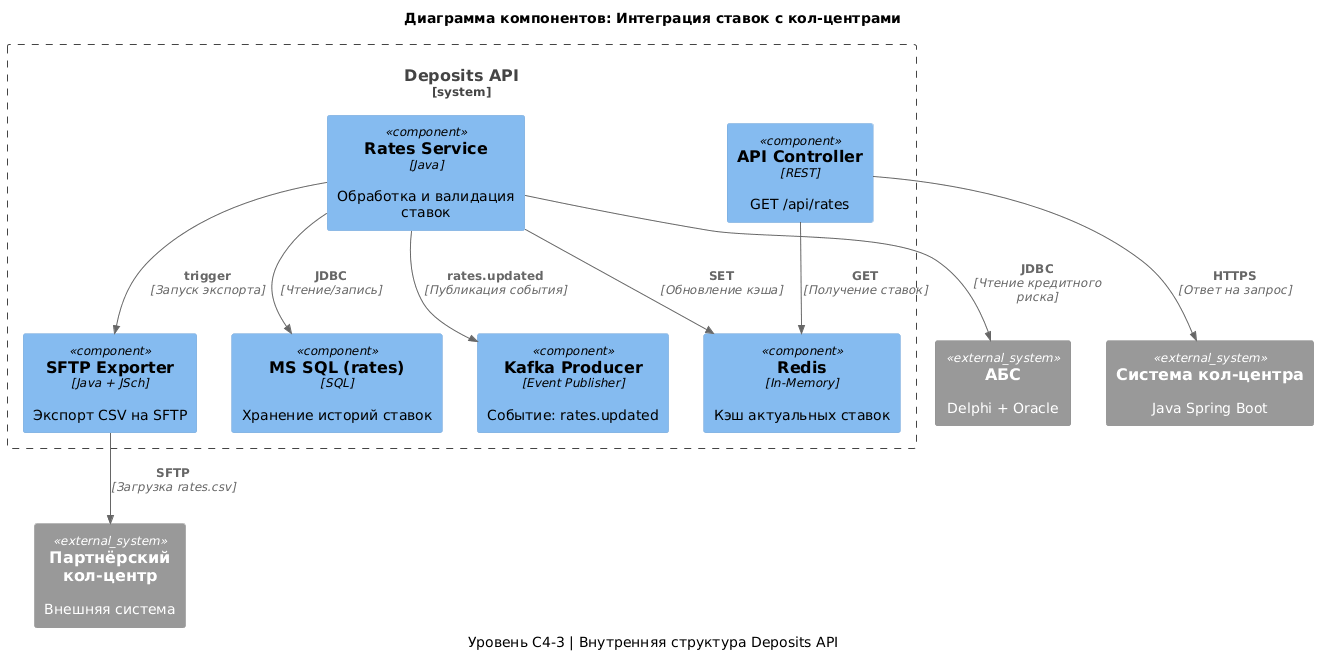 Диаграмма компонентов: Интеграция ставок с кол-центрами
Deposits API
[system]
«component»
Rates Service
[Java]
Обработка и валидация
ставок
«component»
API Controller
[REST]
GET /api/rates
trigger
[Запуск экспорта]
JDBC
[Чтение/запись]
rates.updated
[Публикация события]
SET
[Обновление кэша]
GET
[Получение ставок]
JDBC
[Чтение кредитного
риска]
HTTPS
[Ответ на запрос]
«component»
SFTP Exporter
[Java + JSch]
Экспорт CSV на SFTP
«component»
MS SQL (rates)
[SQL]
Хранение историй ставок
«component»
Kafka Producer
[Event Publisher]
Событие: rates.updated
«component»
Redis
[In-Memory]
Кэш актуальных ставок
«external_system»
АБС
Delphi + Oracle
«external_system»
Система кол-центра
Java Spring Boot
SFTP
[Загрузка rates.csv]
«external_system»
Партнёрский
кол-центр
Внешняя система
Уровень C4-3 | Внутренняя структура Deposits API